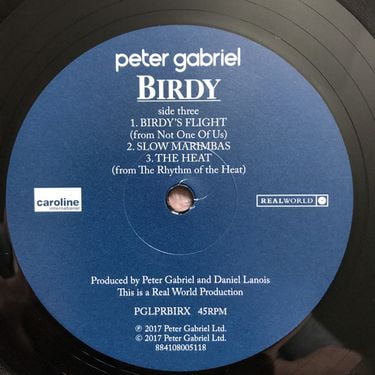 peter gabriel
BIRDY
side three
1. BIRDY'S FLIGHT
(from Not One Of Us)
2. SLOW MARIMBAS
3. THE HEAT
(from The Rhythm of the Heat)
caroline
international
REALWORLD
Produced by Peter Gabriel and Daniel Lanois
This is a Real World Production
PGLPRBIRX 45RPM
℗ 2017 Peter Gabriel Ltd.
© 2017 Peter Gabriel Ltd.
884108005118